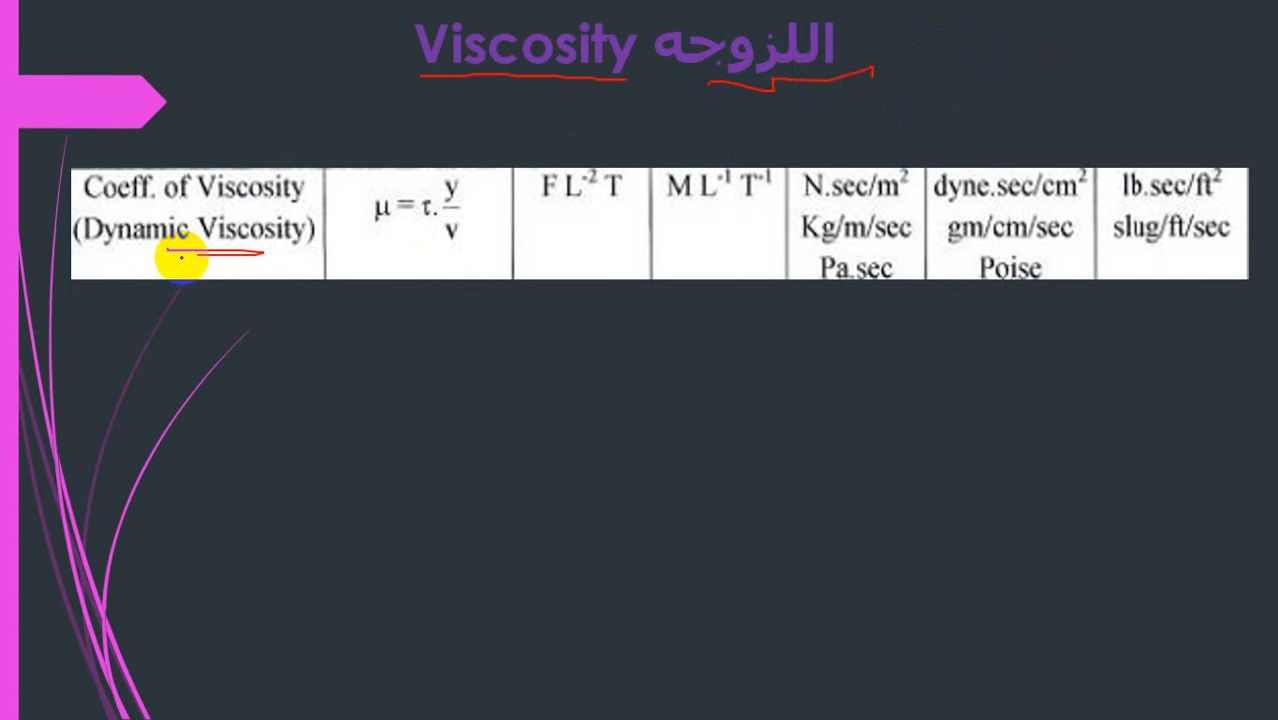 Viscosity اللزوجه
Coeff. of Viscosity
(Dynamic Viscosity)
μ = τ. y/v
F L⁻² T
M L⁻¹ T⁻¹
N.sec/m²
Kg/m/sec
Pa.sec
dyne.sec/cm²
gm/cm/sec
Poise
lb.sec/ft²
slug/ft/sec